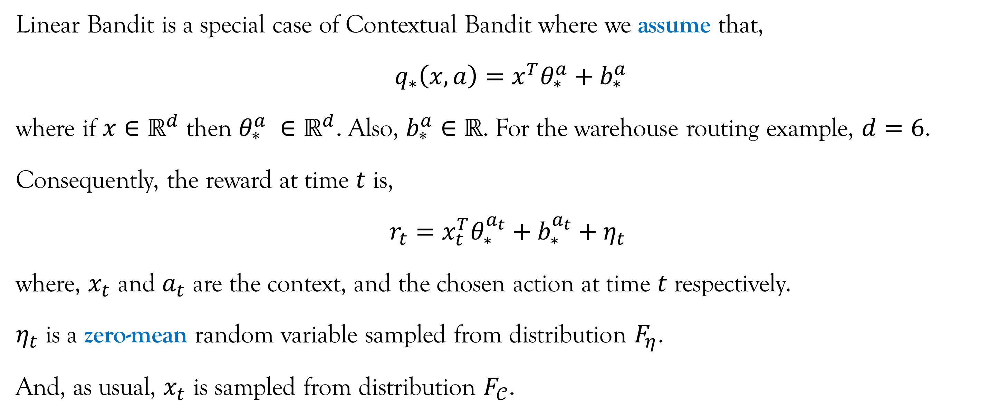 Linear Bandit is a special case of Contextual Bandit where we assume that,
$q_*(x, a) = x^T \theta_*^a + b_*^a$
where if $x \in \mathbb{R}^d$ then $\theta_*^a \in \mathbb{R}^d$. Also, $b_*^a \in \mathbb{R}$. For the warehouse routing example, $d = 6$.
Consequently, the reward at time $t$ is,
$r_t = x_t^T \theta_*^{a_t} + b_*^{a_t} + \eta_t$
where, $x_t$ and $a_t$ are the context, and the chosen action at time $t$ respectively.
$\eta_t$ is a zero-mean random variable sampled from distribution $F_\eta$.
And, as usual, $x_t$ is sampled from distribution $F_{\mathcal{C}}$.